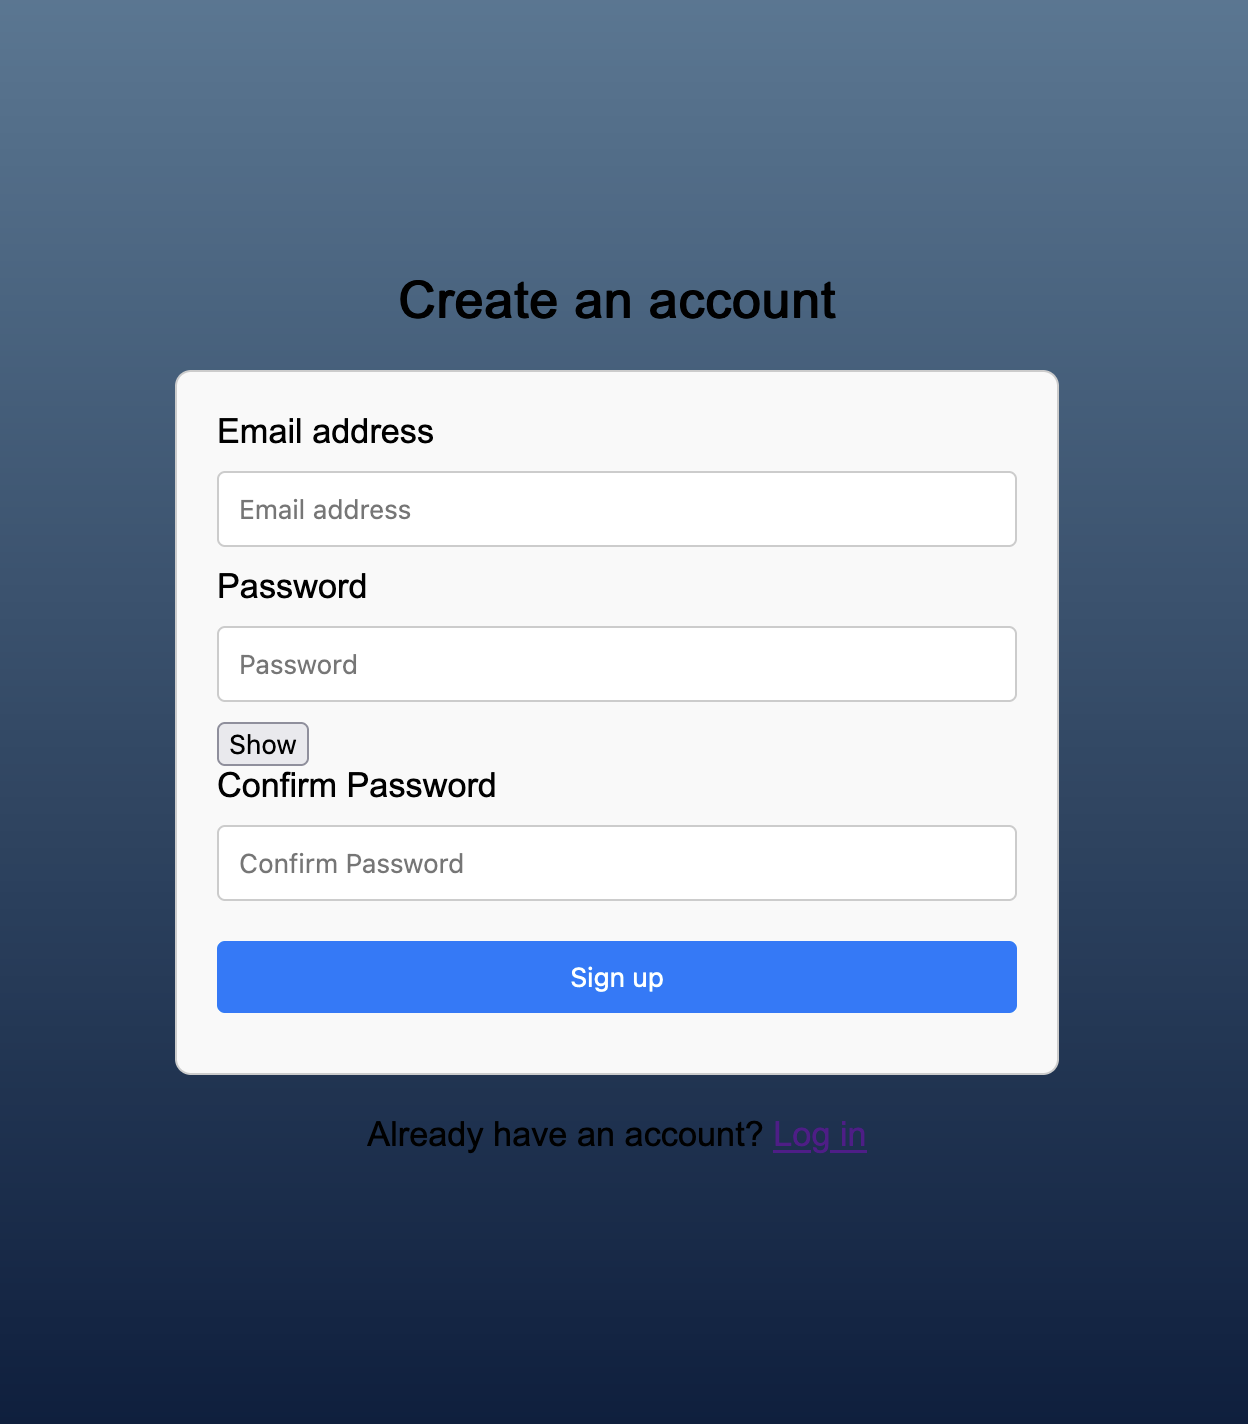 Create an account
Email address
Email address
Password
Password
Show
Confirm Password
Confirm Password
Sign up
Already have an account? Log in